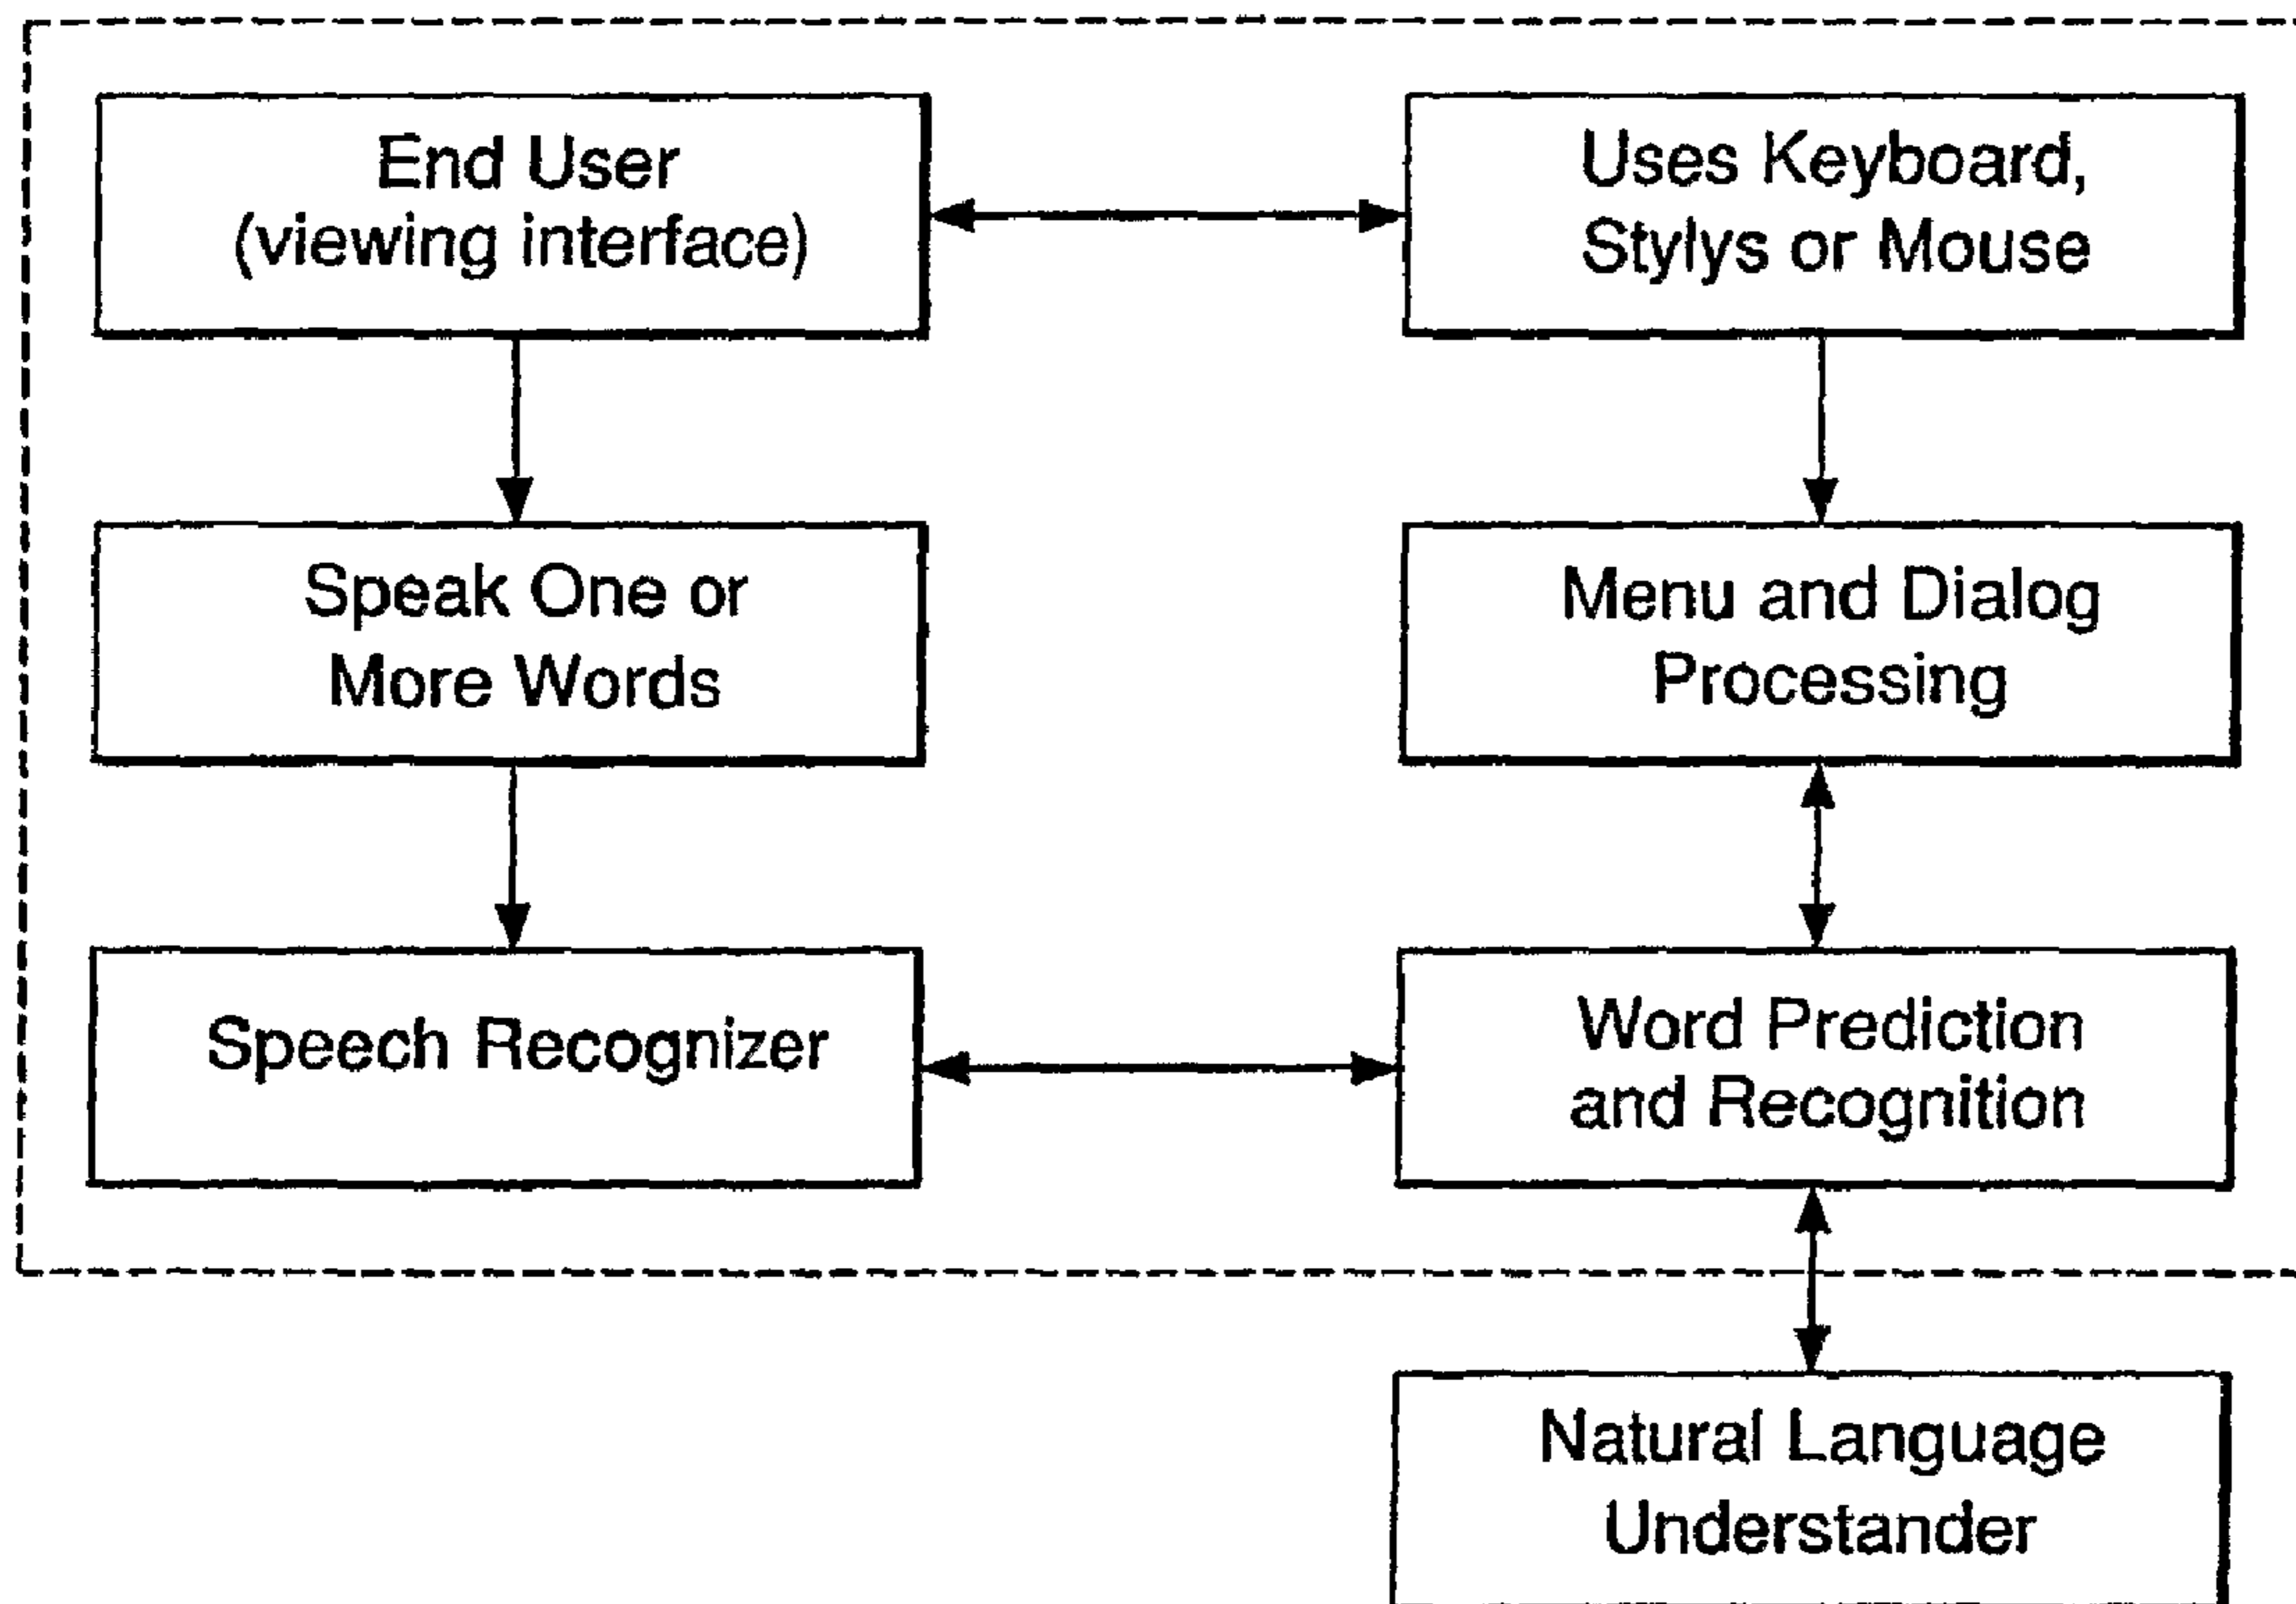 End User
(viewing interface)
Uses Keyboard,
Stylys or Mouse
Speak One or
More Words
Menu and Dialog
Processing
Speech Recognizer
Word Prediction
and Recognition
Natural Language
Understander